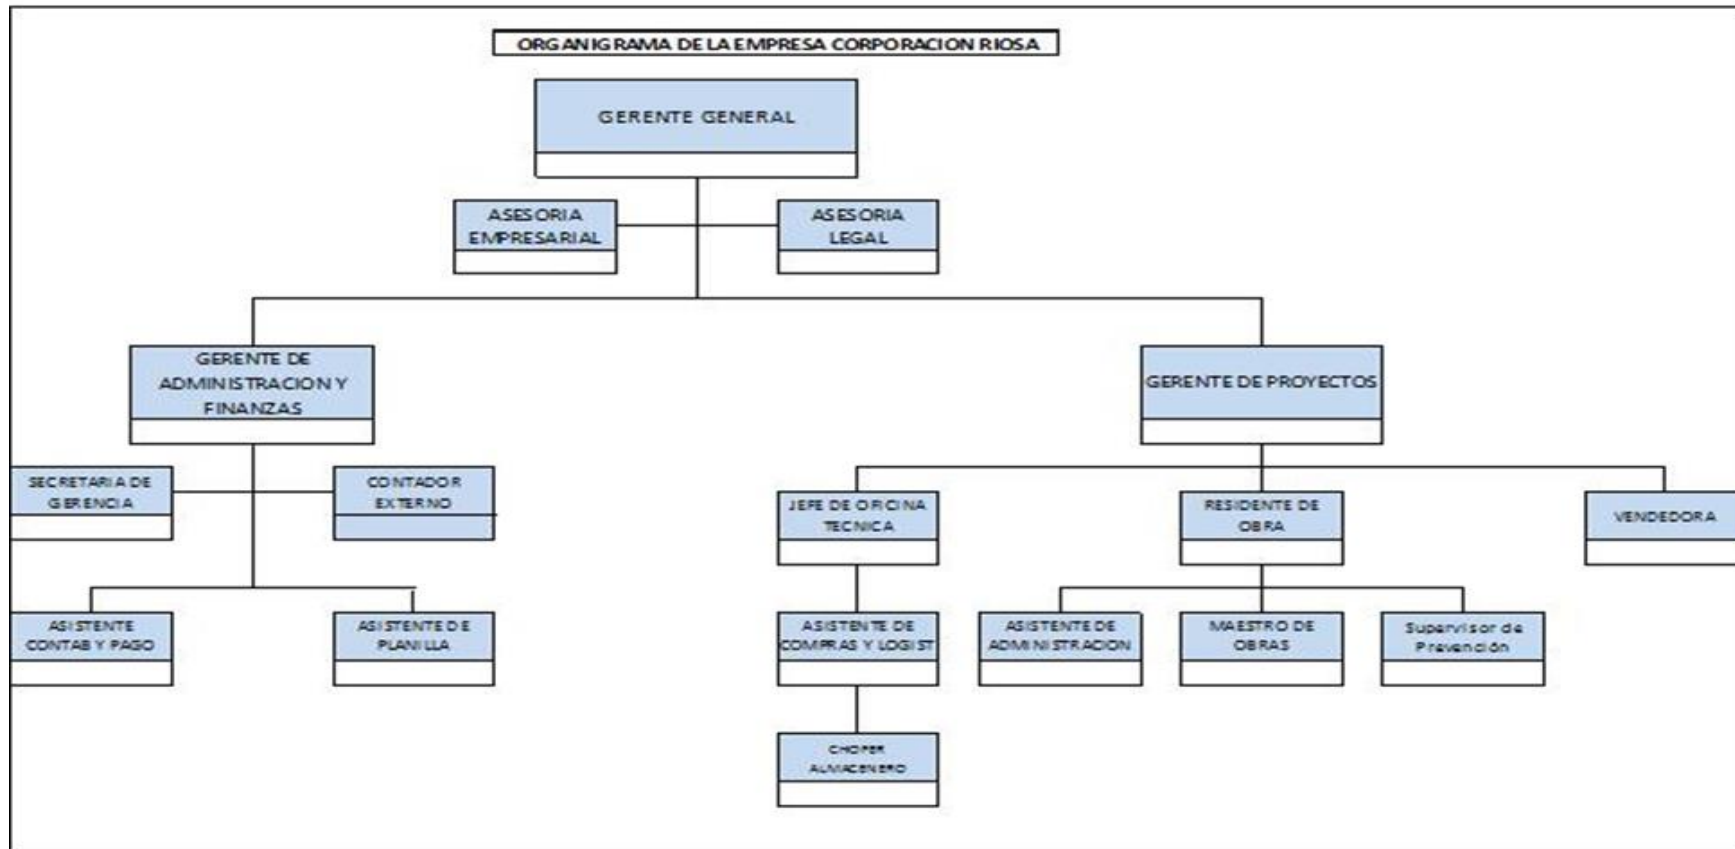 ORGANIGRAMA DE LA EMPRESA CORPORACION RIOSA
GERENTE GENERAL
ASESORIA
EMPRESARIAL
ASESORIA
LEGAL
GERENTE DE
ADMINISTRACION Y
FINANZAS
GERENTE DE PROYECTOS
SECRETARIA DE
GERENCIA
CONTADOR
EXTERNO
JEFE DE OFICINA
TECNICA
RESIDENTE DE
OBRA
VENDEDORA
ASISTENTE
CONTAB Y PAGO
ASISTENTE DE
PLANILLA
ASISTENTE DE
COMPRAS Y LOGIST
ASISTENTE DE
ADMINISTRACION
MAESTRO DE
OBRAS
Supervisor de
Prevención
CHOFER
ALMACENERO